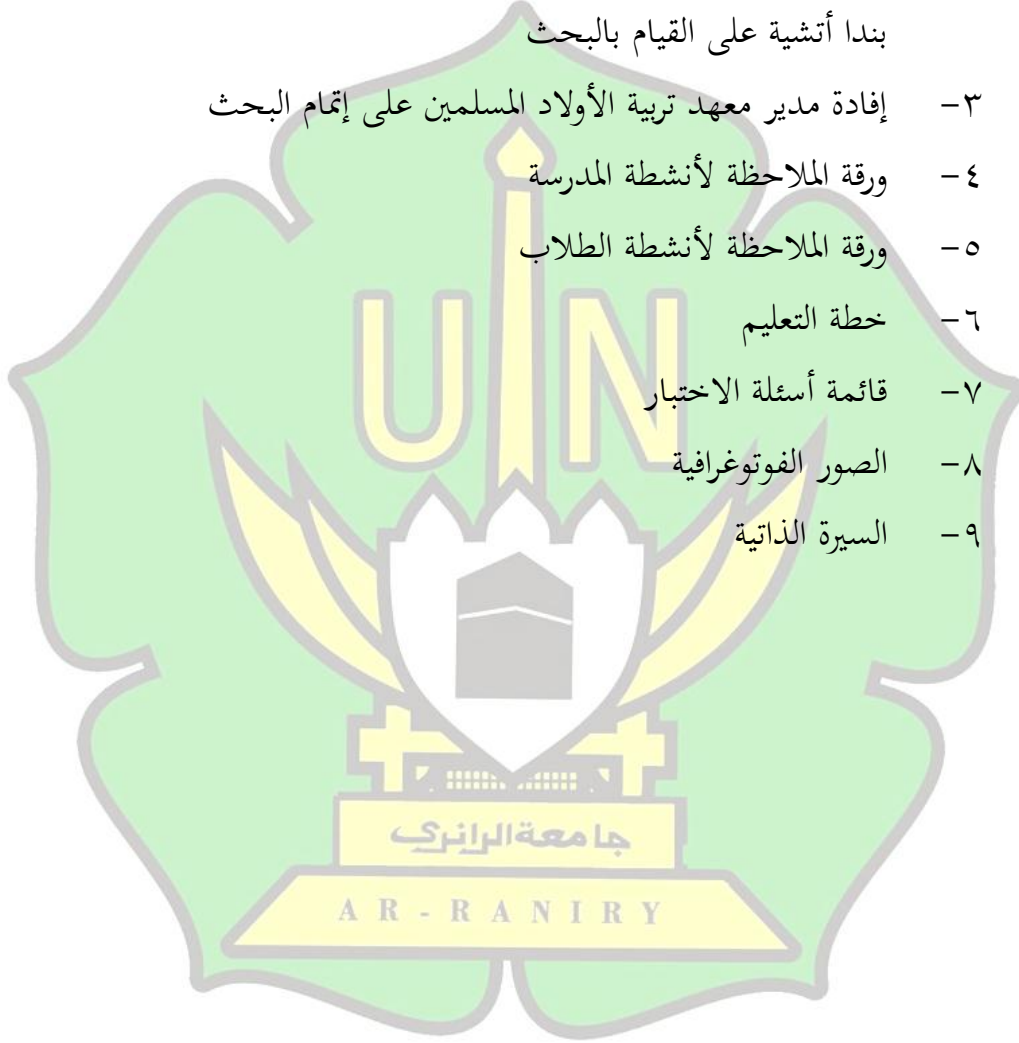 بندا أتشية على القيام بالبحث
٣- إفادة مدير معهد تربية الأولاد المسلمين على إتمام البحث
٤- ورقة الملاحظة لأنشطة المدرسة
٥- ورقة الملاحظة لأنشطة الطلاب
٦- خطة التعليم
٧- قائمة أسئلة الاختبار
٨- الصور الفوتوغرافية
٩- السيرة الذاتية
UIN
جامعة الرانري
AR-RANIRY